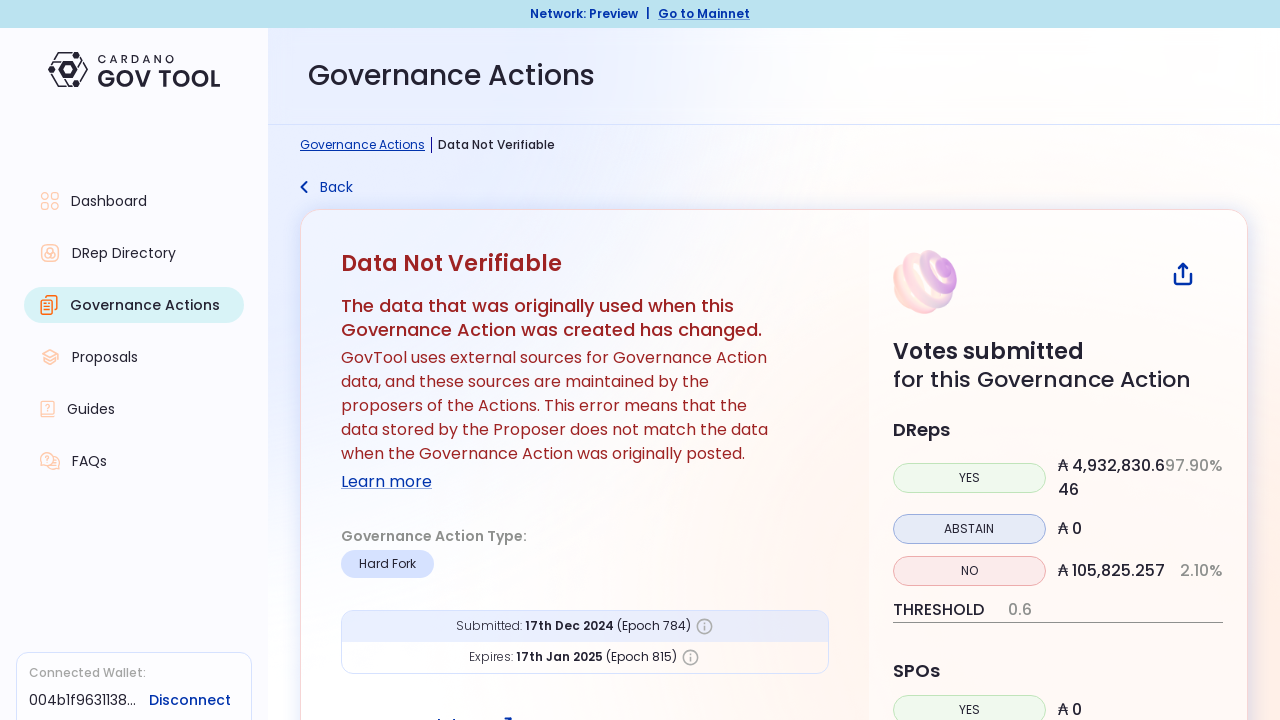 Network: Preview | Go to Mainnet
CARDANO
GOV TOOL
Governance Actions
Governance Actions | Data Not Verifiable
Back
Dashboard
DRep Directory
Governance Actions
Proposals
Guides
FAQs
Connected Wallet:
004b1f9631138... Disconnect
Data Not Verifiable
The data that was originally used when this
Governance Action was created has changed.
GovTool uses external sources for Governance Action
data, and these sources are maintained by the
proposers of the Actions. This error means that the
data stored by the Proposer does not match the data
when the Governance Action was originally posted.
Learn more
Governance Action Type:
Hard Fork
Submitted: 17th Dec 2024 (Epoch 784)
Expires: 17th Jan 2025 (Epoch 815)
Votes submitted
for this Governance Action
DReps
YES ₳ 4,932,830.6 97.90%
46
ABSTAIN ₳ 0
NO ₳ 105,825.257 2.10%
THRESHOLD 0.6
SPOs
YES ₳ 0